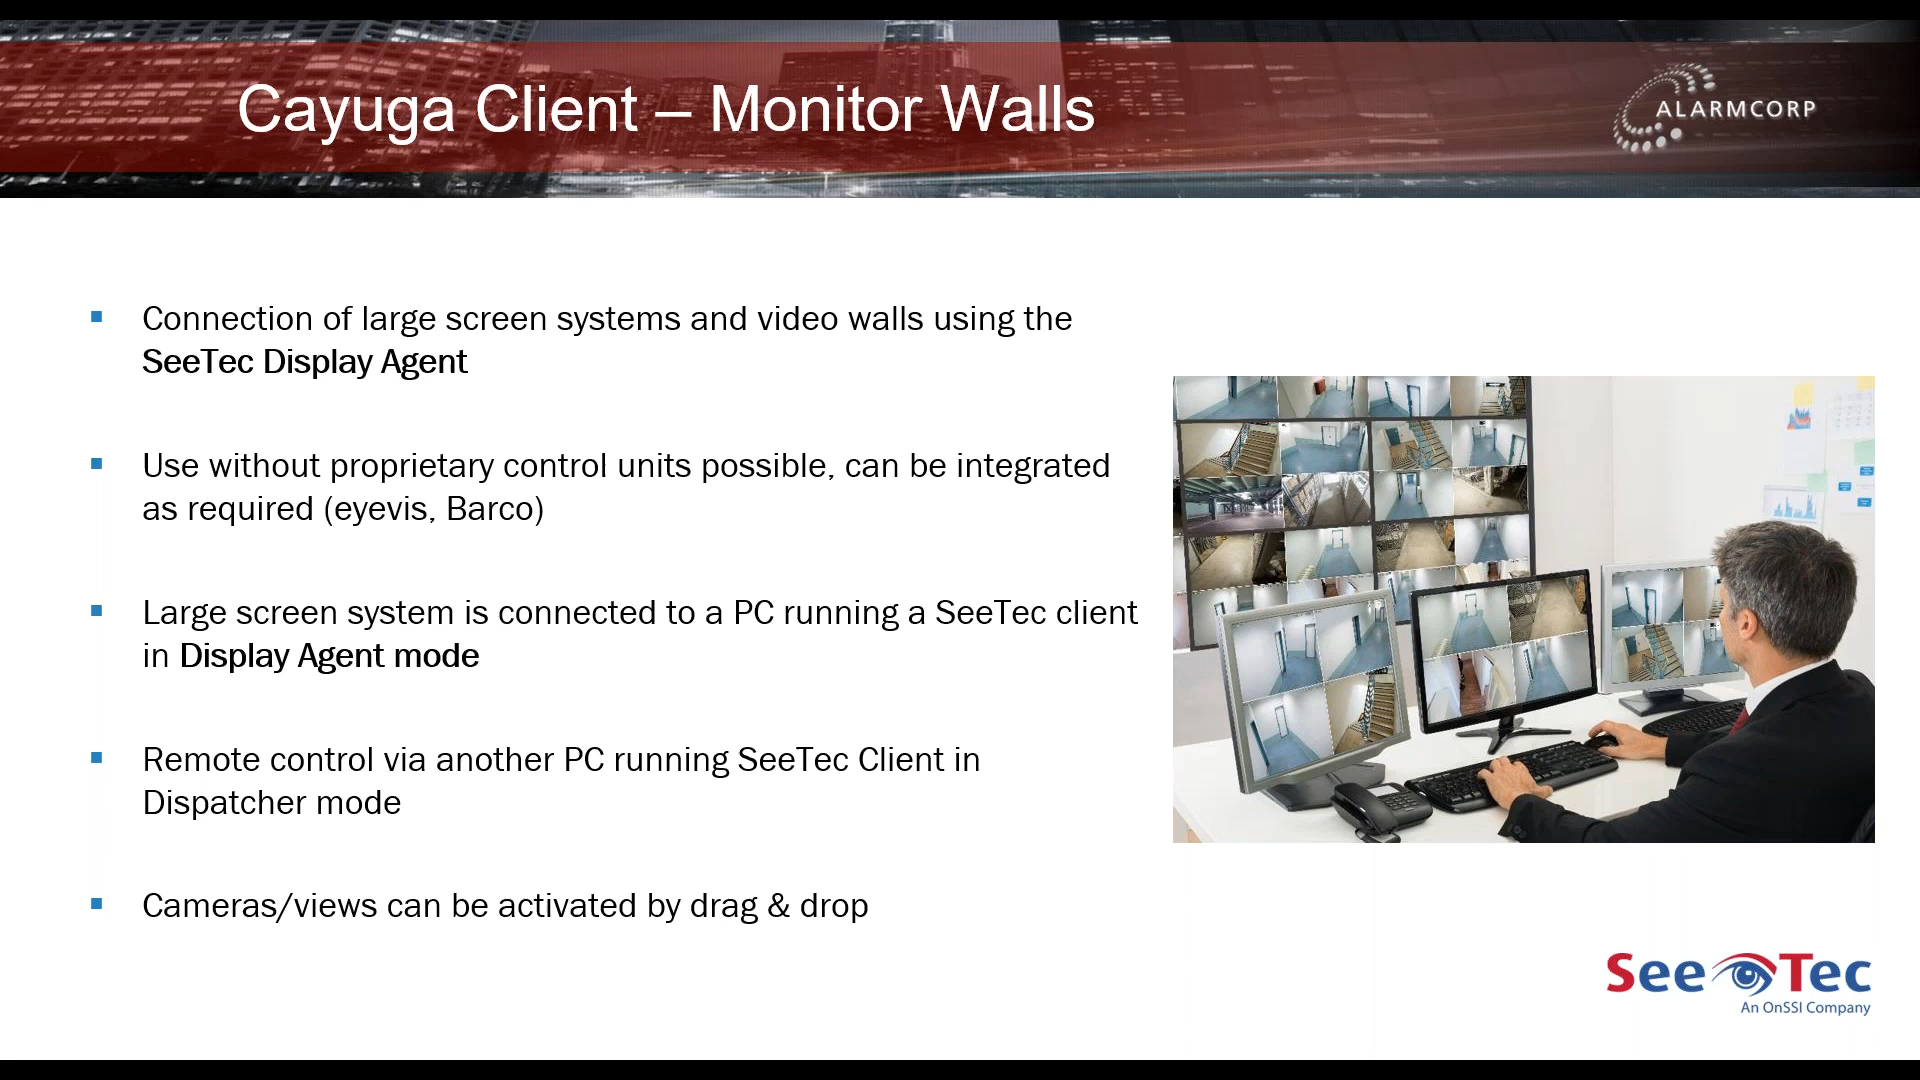 Cayuga Client – Monitor Walls
ALARMCORP
▪ Connection of large screen systems and video walls using the
SeeTec Display Agent
▪ Use without proprietary control units possible, can be integrated
as required (eyevis, Barco)
▪ Large screen system is connected to a PC running a SeeTec client
in Display Agent mode
▪ Remote control via another PC running SeeTec Client in
Dispatcher mode
▪ Cameras/views can be activated by drag & drop
SeeTec
An OnSSI Company